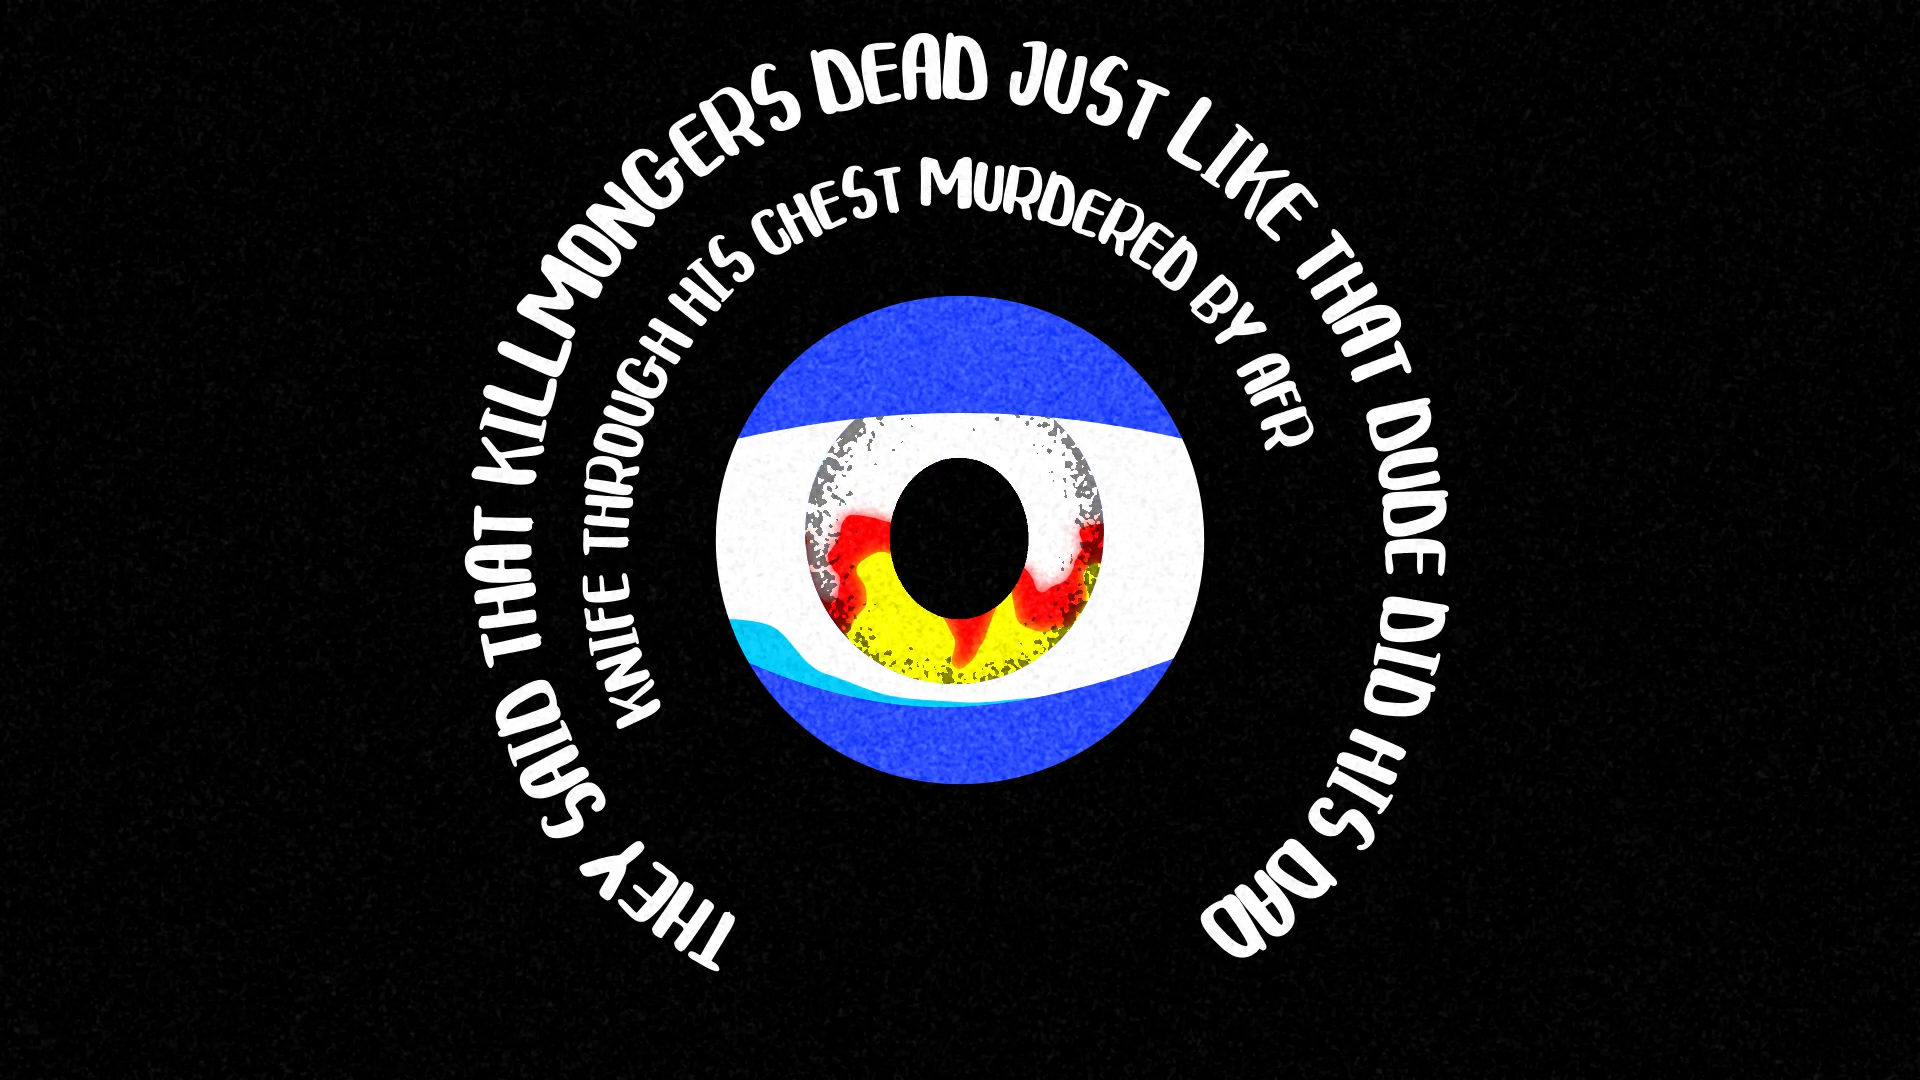 THEY SAID THAT KILLMONGERS DEAD JUST LIKE THAT DUDE DID HIS DAD
KNIFE THROUGH HIS CHEST MURDERED BY AFR